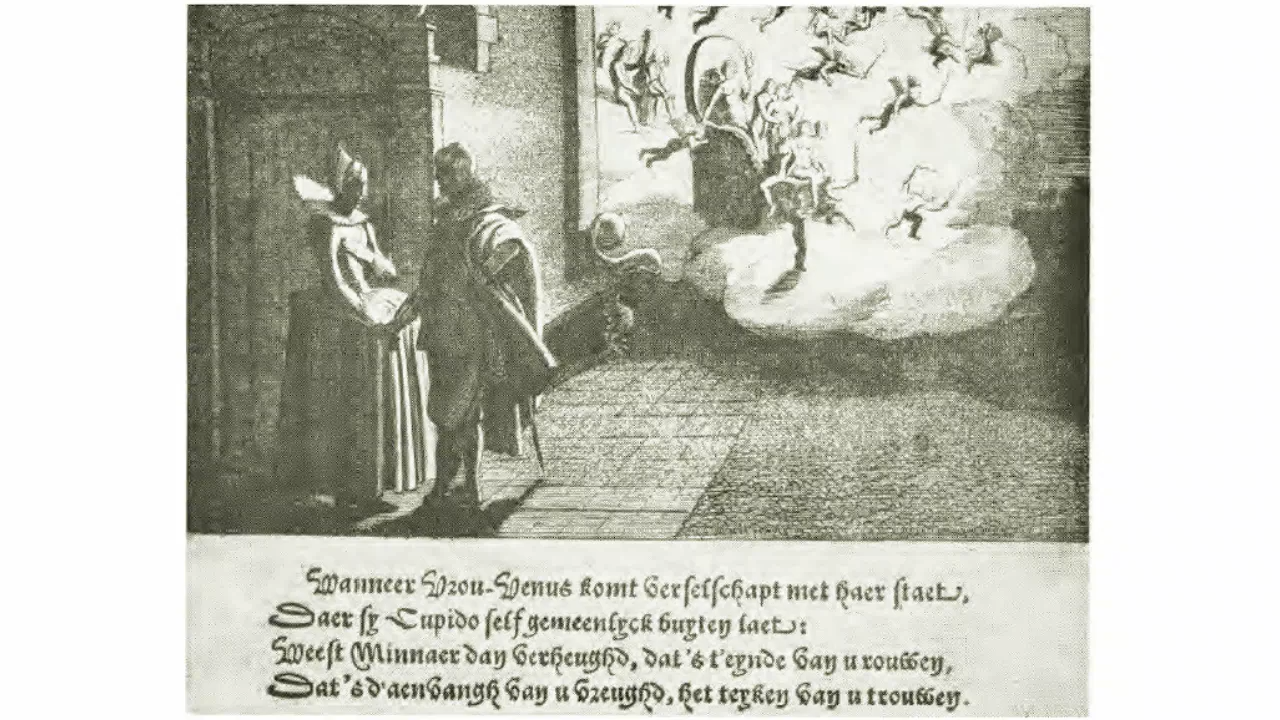 Wanneer Vrou-Venus komt verselschapt met haer staet,
Daer sy Cupido self gemeenlyck buyten laet:
Weest Minnaer dan verheughd, dat's t'eynde van u rouwen,
Dat's d'aenvangh van u vreughd, het teyken van u trouwen.